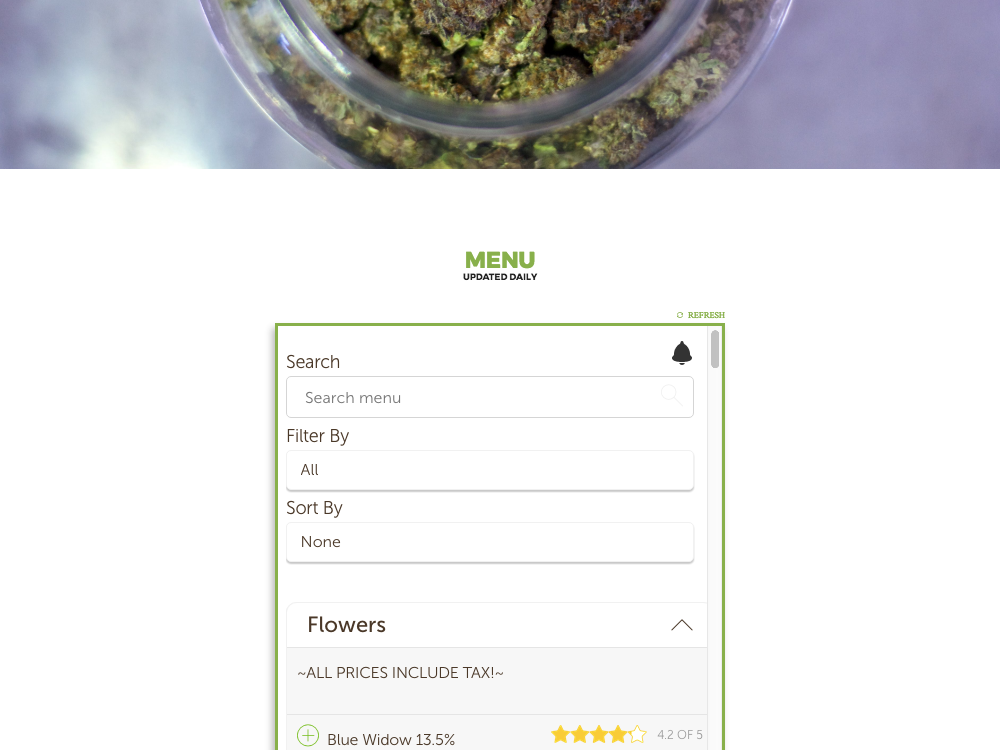 MENU
UPDATED DAILY
REFRESH
Search
Search menu
Filter By
All
Sort By
None
Flowers
~ALL PRICES INCLUDE TAX!~
Blue Widow 13.5%
4.2 OF 5